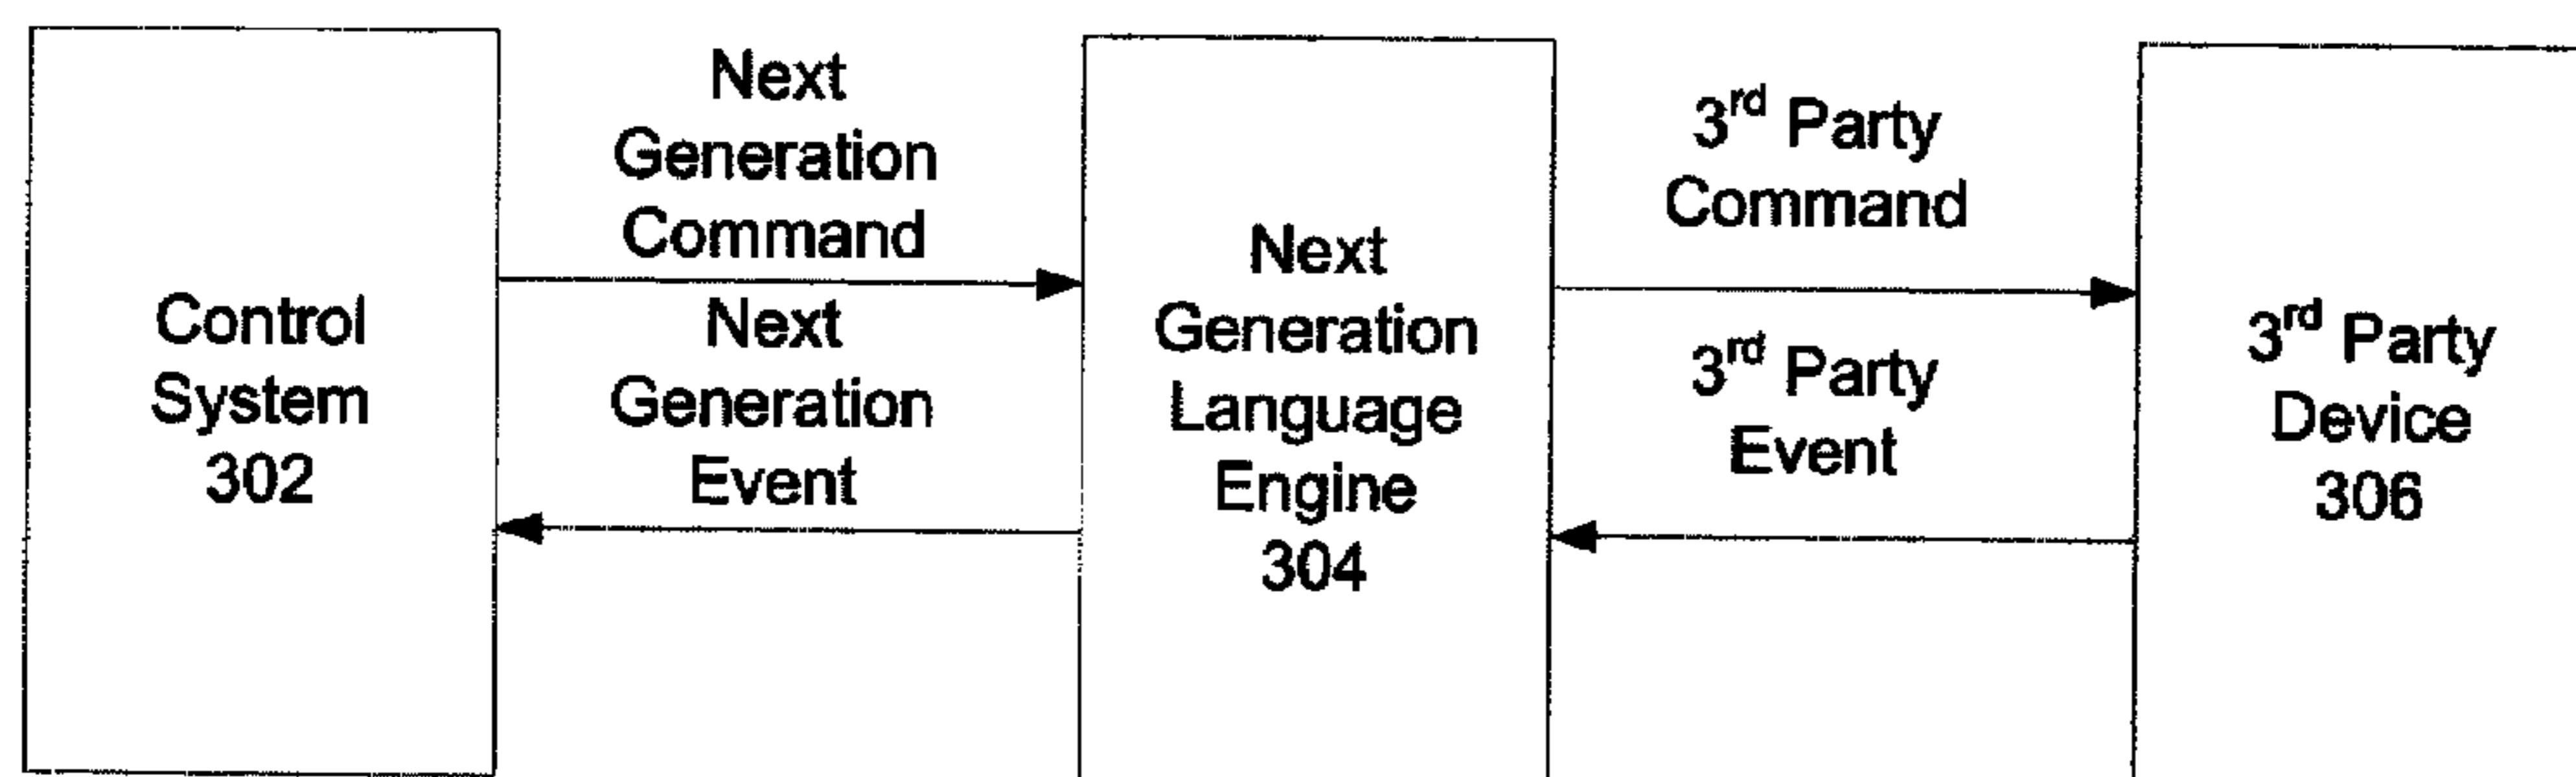 Control
System
302
Next
Generation
Command
Next
Generation
Event
Next
Generation
Language
Engine
304
3rd Party
Command
3rd Party
Event
3rd Party
Device
306